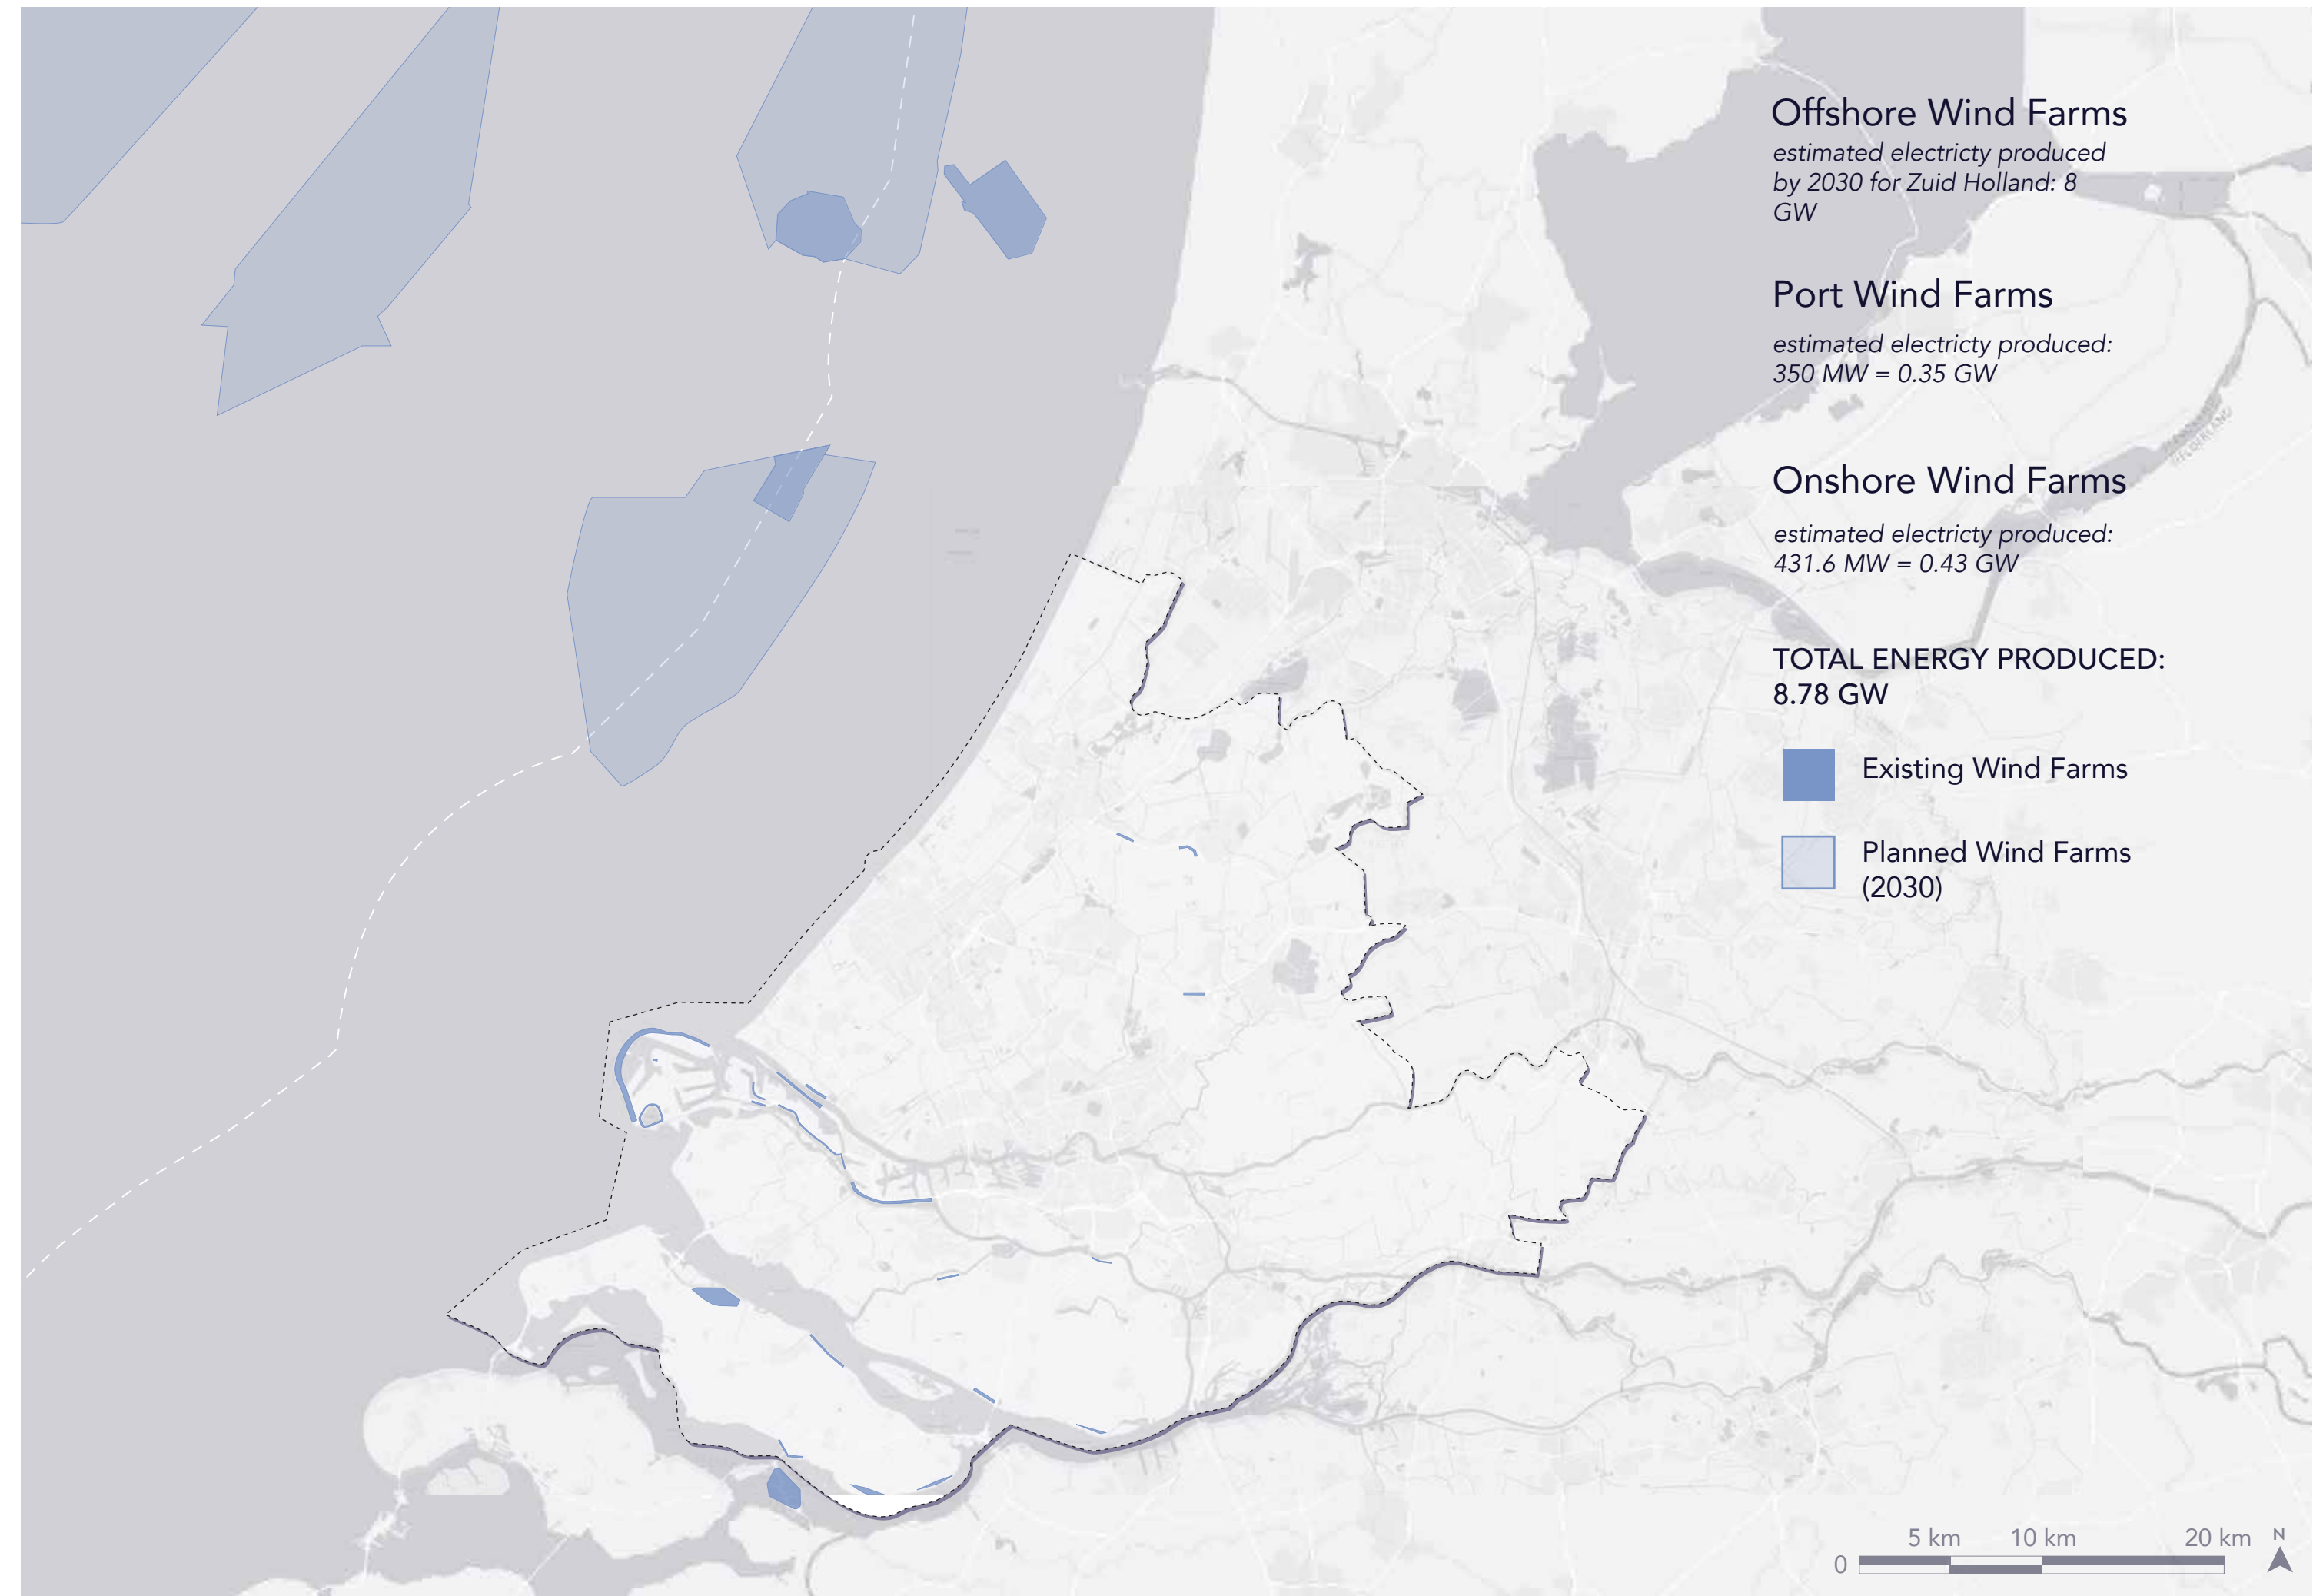 Offshore Wind Farms
estimated electricty produced
by 2030 for Zuid Holland: 8
GW
Port Wind Farms
estimated electricty produced:
350 MW = 0.35 GW
Onshore Wind Farms
estimated electricty produced:
431.6 MW = 0.43 GW
TOTAL ENERGY PRODUCED:
8.78 GW
Existing Wind Farms
Planned Wind Farms
(2030)
0 5 km 10 km 20 km N